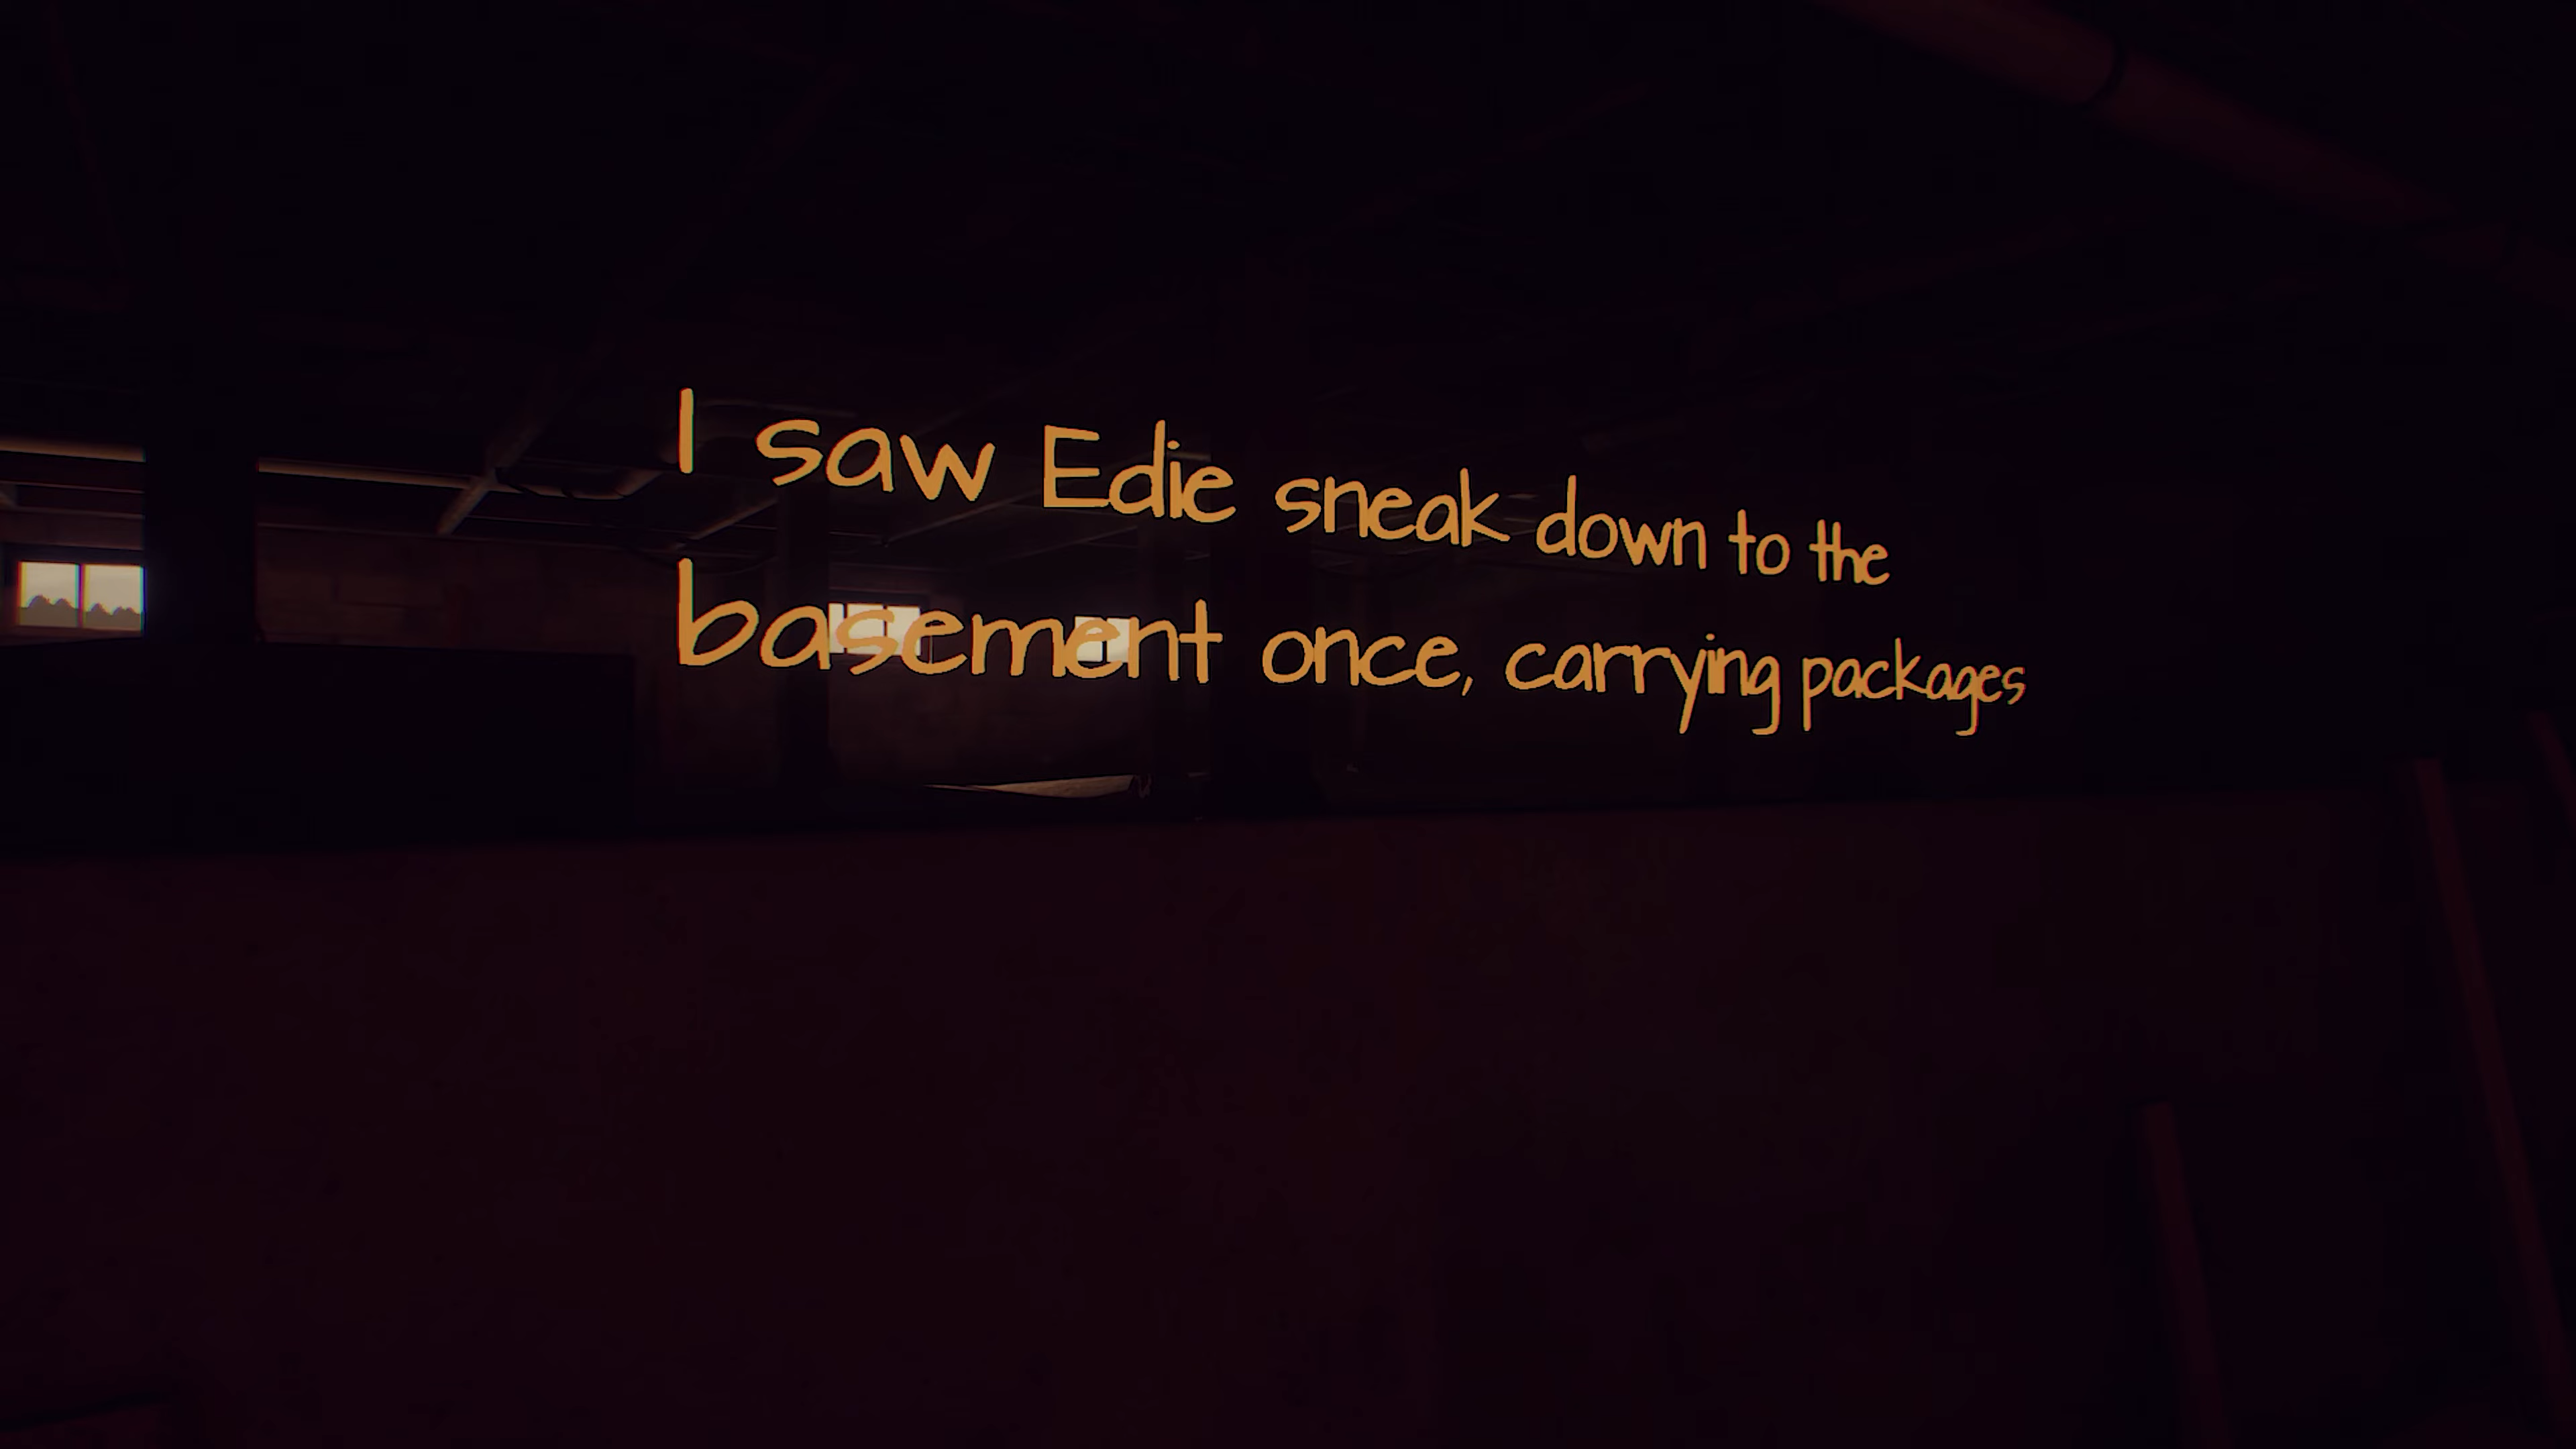 I saw Edie sneak down to the
basement once, carrying packages